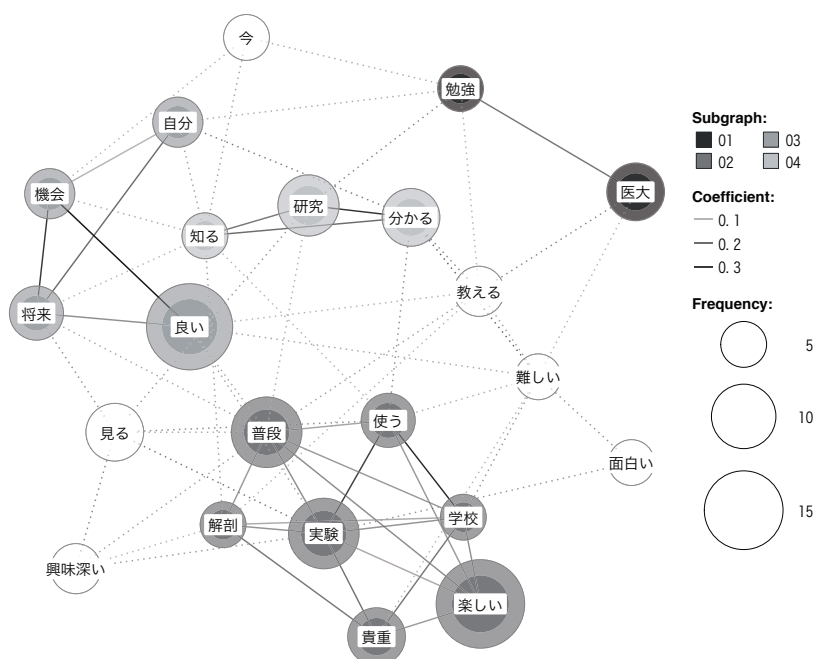 今
勉強
自分
機会
医大
研究
分かる
知る
教える
将来
良い
難しい
使う
見る
普段
面白い
学校
解剖
実験
興味深い
楽しい
貴重
Subgraph:
01 03
02 04
Coefficient:
0.1
0.2
0.3
Frequency:
5
10
15